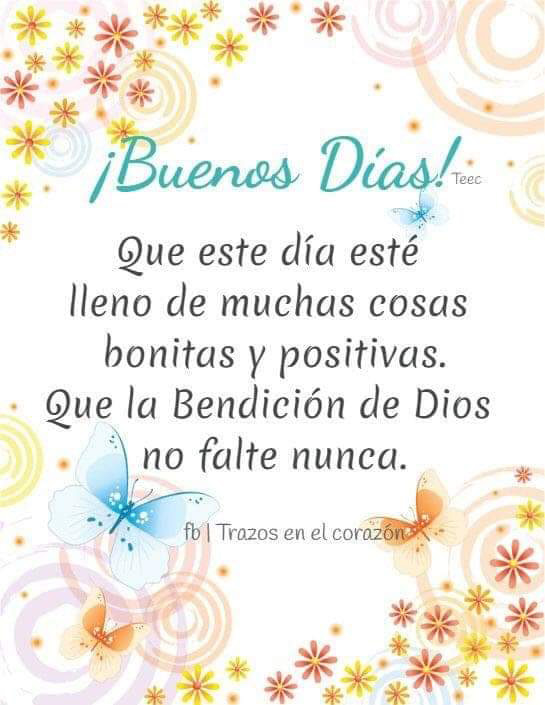 ¡Buenos Días!
Teec
Que este día esté
lleno de muchas cosas
bonitas y positivas.
Que la Bendición de Dios
no falte nunca.
fb | Trazos en el corazón